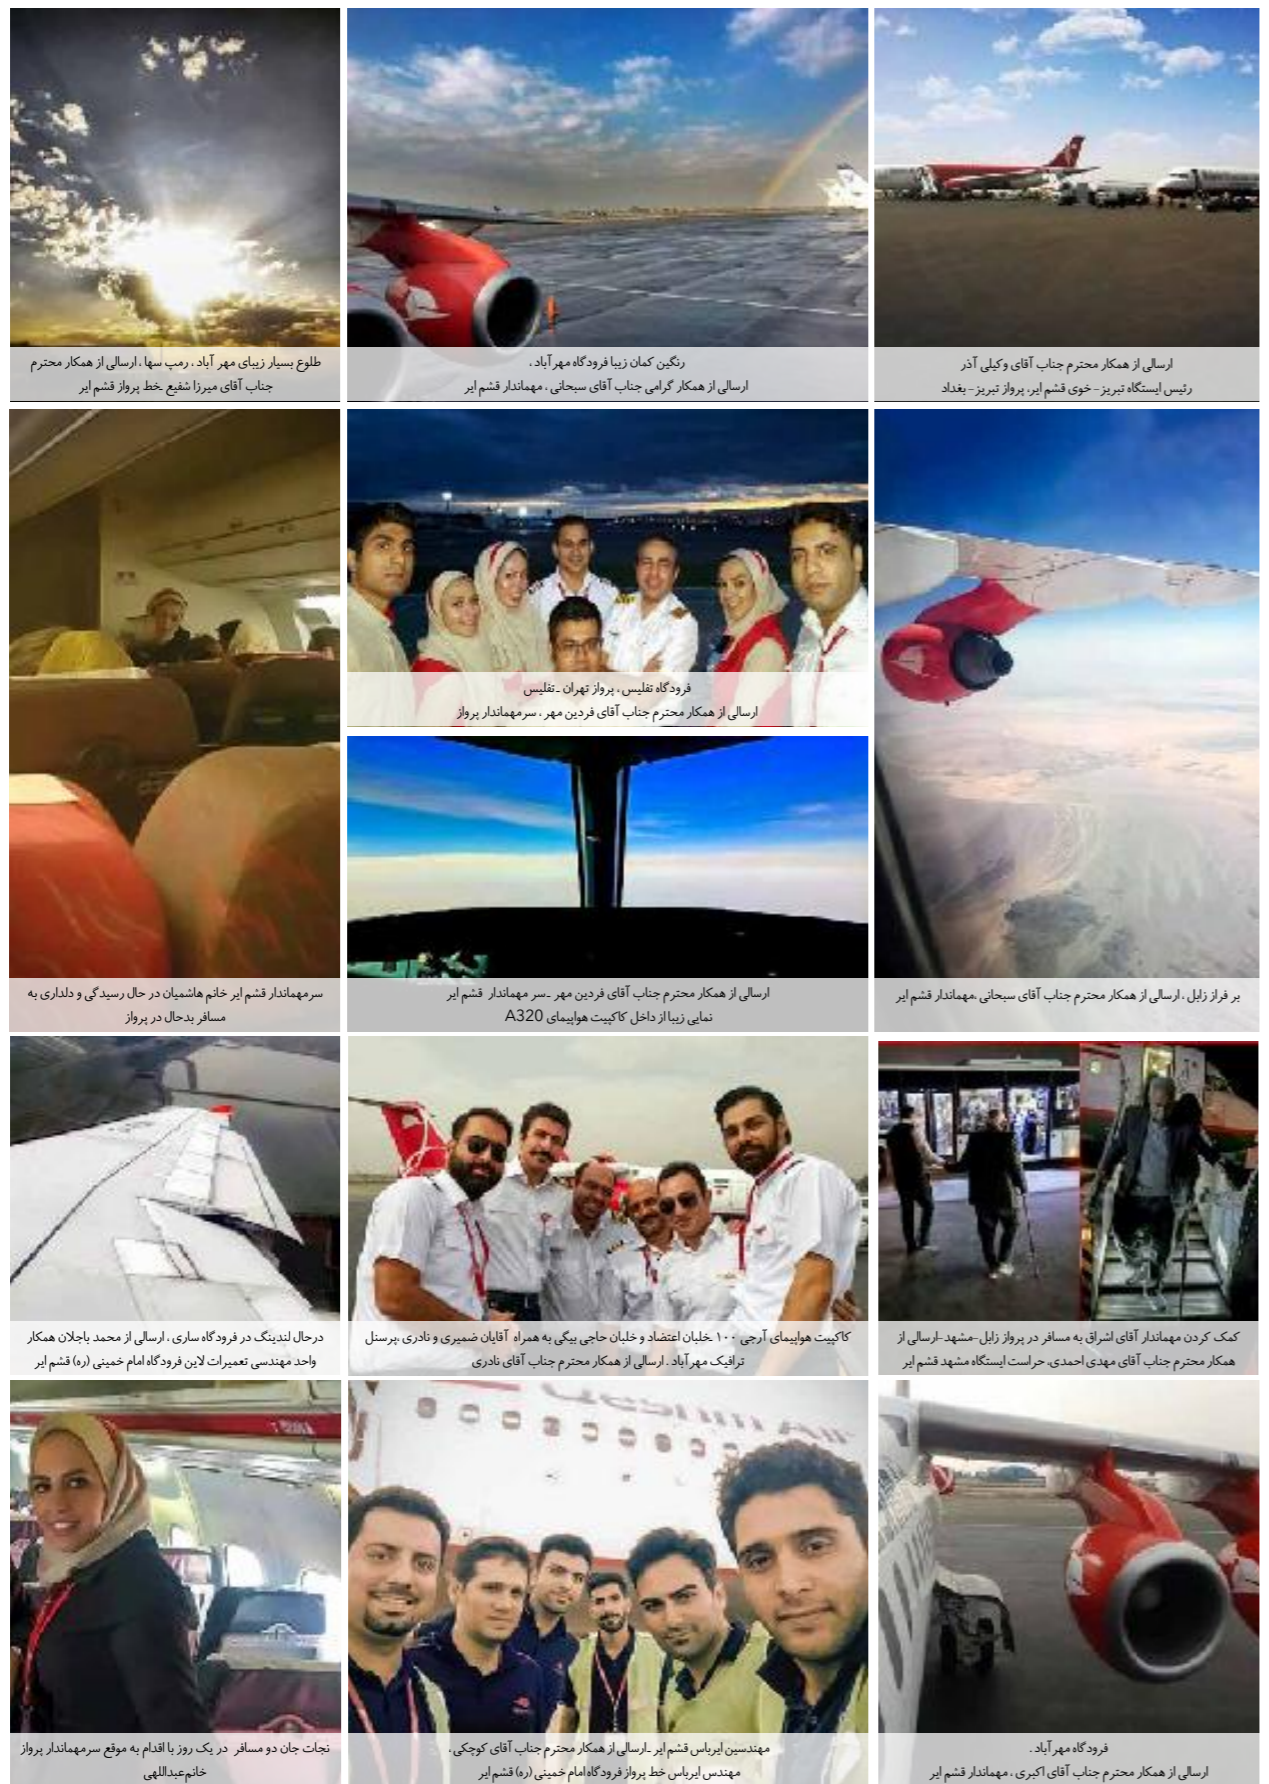 ارسالی از همکار محترم جناب آقای وکیلی آذر
رئیس ایستگاه تبریز - خوی قشم ایر، پرواز تبریز - بغداد
رنگین کمان زیبا فرودگاه مهرآباد ،
ارسالی از همکار گرامی جناب آقای سبحانی ، مهماندار قشم ایر
طلوع بسیار زیبای مهر آباد ، رمپ سها ، ارسالی از همکار محترم
جناب آقای میرزا شفیع ـخط پرواز قشم ایر
فرودگاه تفلیس ، پرواز تهران ـ تفلیس
ارسالی از همکار محترم جناب آقای فردین مهر ، سرمهماندار پرواز
بر فراز زابل ، ارسالی از همکار محترم جناب آقای سبحانی ،مهماندار قشم ایر
ارسالی از همکار محترم جناب آقای فردین مهر ـ سر مهماندار قشم ایر
نمایی زیبا از داخل کاکپیت هواپیمای A320
سرمهماندار قشم ایر خانم هاشمیان در حال رسیدگی و دلداری به
مسافر بدحال در پرواز
کمک کردن مهماندار آقای اشراق به مسافر در پرواز زابل-مشهد-ارسالی از
همکار محترم جناب آقای مهدی احمدی، حراست ایستگاه مشهد قشم ایر
کاکپیت هواپیمای آرجی ۱۰۰ ـخلبان اعتضاد و خلبان حاجی بیگی به همراه آقایان ضمیری و نادری ،پرسنل
ترافیک مهر آباد . ارسالی از همکار محترم جناب آقای نادری
درحال لندینگ در فرودگاه ساری ، ارسالی از محمد باجلان همکار
واحد مهندسی تعمیرات لاین فرودگاه امام خمینی (ره) قشم ایر
Qeshm Air
فرودگاه مهرآباد .
ارسالی از همکار محترم جناب آقای اکبری ، مهماندار قشم ایر
مهندسین ایرباس قشم ایر ـ ارسالی از همکار محترم جناب آقای کوچکی ،
مهندس ایرباس خط پرواز فرودگاه امام خمینی (ره) قشم ایر
نجات جان دو مسافر در یک روز با اقدام به موقع سرمهماندار پرواز
خانم عبداللهی